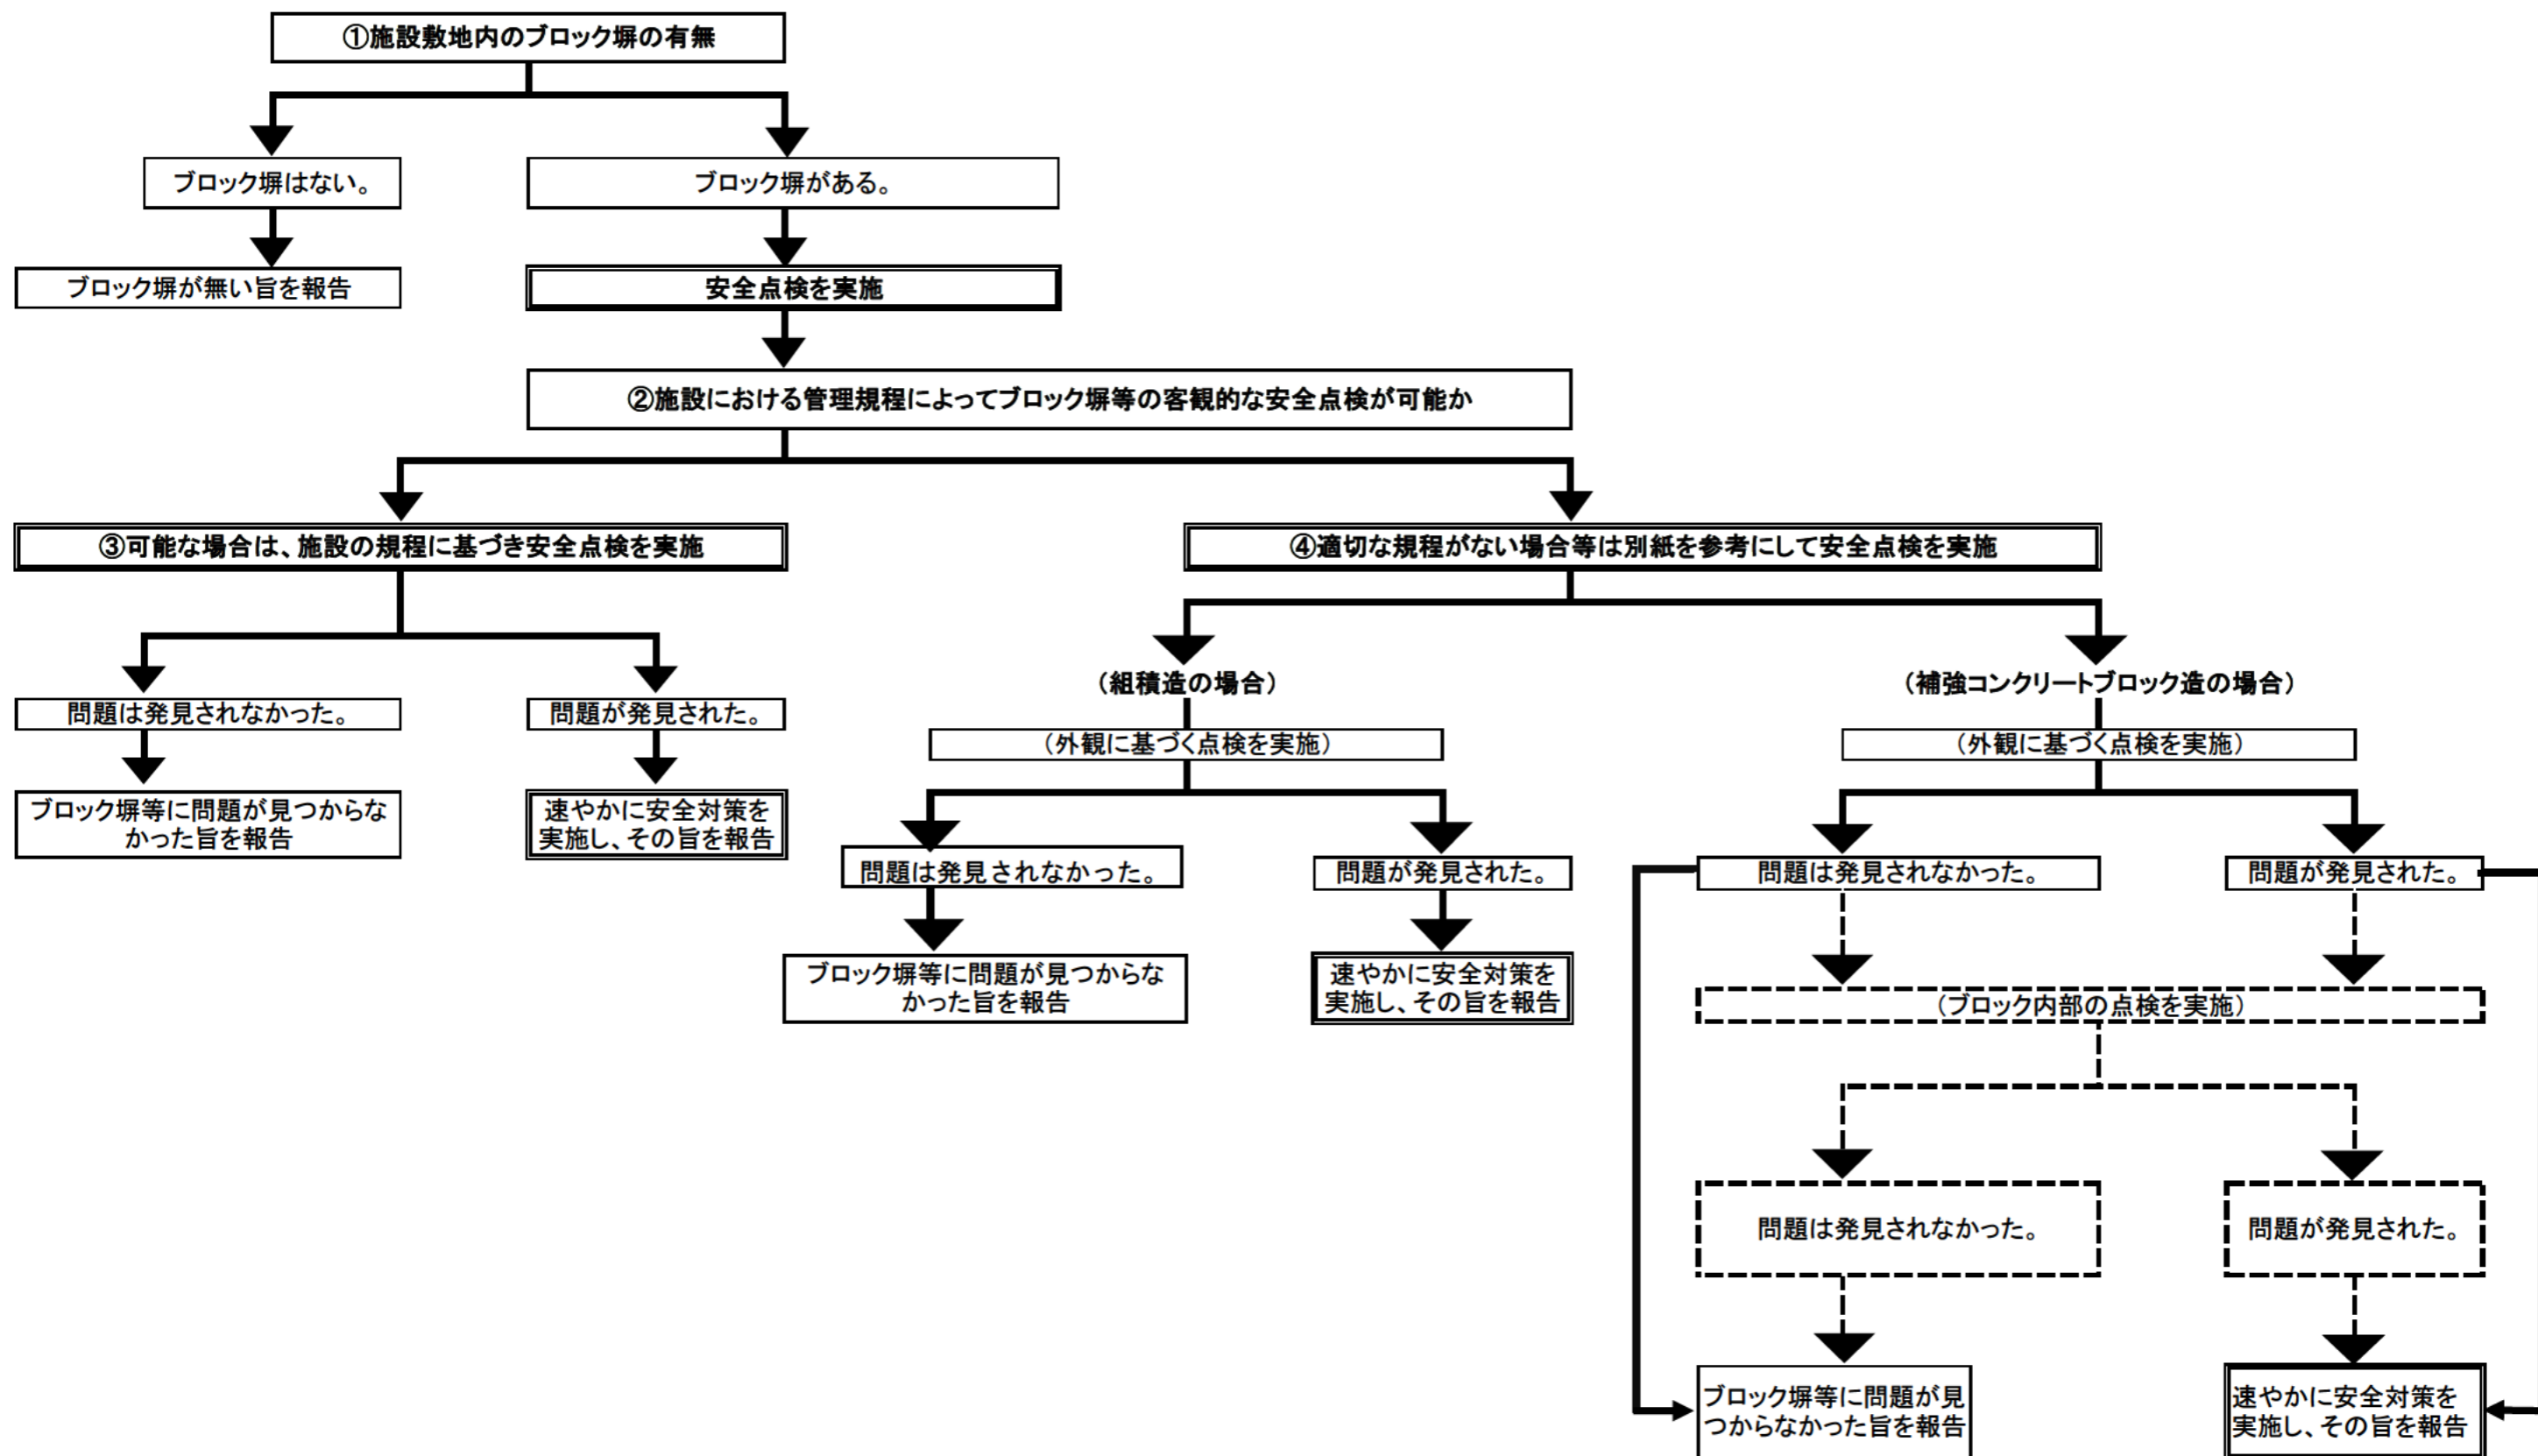 ①施設敷地内のブロック塀の有無
ブロック塀はない。
ブロック塀がある。
ブロック塀が無い旨を報告
安全点検を実施
②施設における管理規程によってブロック塀等の客観的な安全点検が可能か
③可能な場合は、施設の規程に基づき安全点検を実施
④適切な規程がない場合等は別紙を参考にして安全点検を実施
問題は発見されなかった。
問題が発見された。
ブロック塀等に問題が見つからな
かった旨を報告
速やかに安全対策を
実施し、その旨を報告
（組積造の場合）
（外観に基づく点検を実施）
問題は発見されなかった。
問題が発見された。
ブロック塀等に問題が見つからな
かった旨を報告
速やかに安全対策を
実施し、その旨を報告
（補強コンクリートブロック造の場合）
（外観に基づく点検を実施）
問題は発見されなかった。
問題が発見された。
（ブロック内部の点検を実施）
問題は発見されなかった。
問題が発見された。
ブロック塀等に問題が見
つからなかった旨を報告
速やかに安全対策を
実施し、その旨を報告